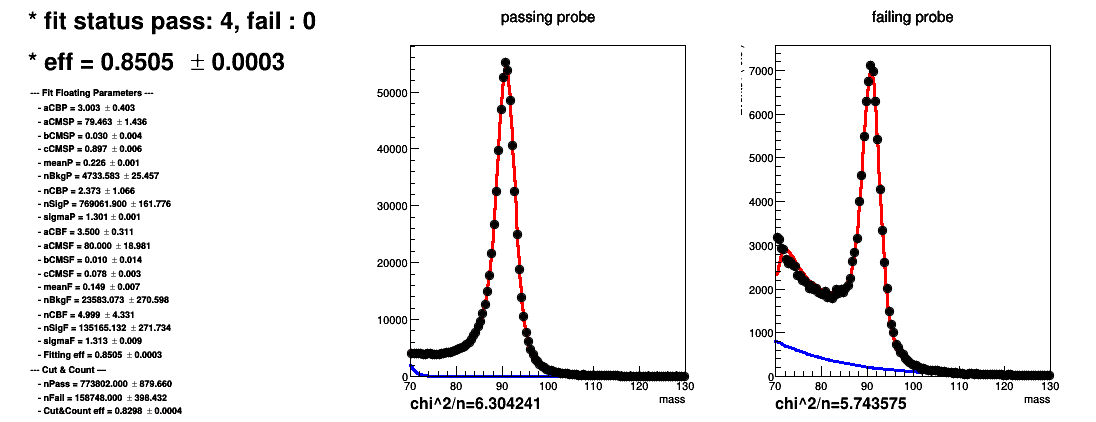 * fit status pass: 4, fail : 0
* eff = 0.8505 ± 0.0003
--- Fit Floating Parameters ---
- aCBP = 3.003 ± 0.403
- aCMSP = 79.463 ± 1.436
- bCMSP = 0.030 ± 0.004
- cCMSP = 0.897 ± 0.006
- meanP = 0.226 ± 0.001
- nBkgP = 4733.583 ± 25.457
- nCBP = 2.373 ± 1.066
- nSigP = 769061.900 ± 161.776
- sigmaP = 1.301 ± 0.001
- aCBF = 3.500 ± 0.311
- aCMSF = 80.000 ± 18.981
- bCMSF = 0.010 ± 0.014
- cCMSF = 0.078 ± 0.003
- meanF = 0.149 ± 0.007
- nBkgF = 23583.073 ± 270.598
- nCBF = 4.999 ± 4.331
- nSigF = 135165.132 ± 271.734
- sigmaF = 1.313 ± 0.009
- Fitting eff = 0.8505 ± 0.0003
--- Cut & Count ---
- nPass = 773802.000 ± 879.660
- nFail = 158748.000 ± 398.432
- Cut&Count eff = 0.8298 ± 0.0004
passing probe
50000
40000
30000
20000
10000
0
70 80 90 100 110 120 130
mass
chi^2/n=6.304241
failing probe
7000
6000
5000
4000
3000
2000
1000
0
70 80 90 100 110 120 130
mass
chi^2/n=5.743575